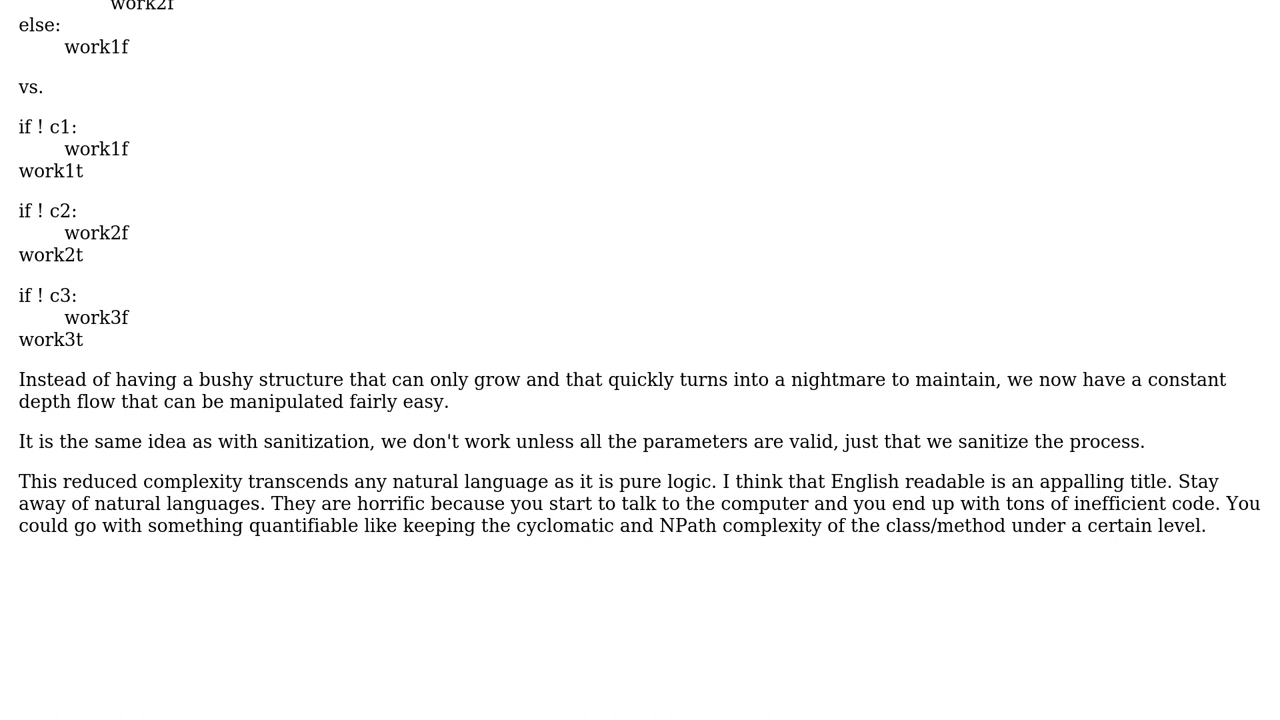 work2f
else:
work1f
vs.
if ! c1:
work1f
work1t
if ! c2:
work2f
work2t
if ! c3:
work3f
work3t
Instead of having a bushy structure that can only grow and that quickly turns into a nightmare to maintain, we now have a constant
depth flow that can be manipulated fairly easy.
It is the same idea as with sanitization, we don't work unless all the parameters are valid, just that we sanitize the process.
This reduced complexity transcends any natural language as it is pure logic. I think that English readable is an appalling title. Stay
away of natural languages. They are horrific because you start to talk to the computer and you end up with tons of inefficient code. You
could go with something quantifiable like keeping the cyclomatic and NPath complexity of the class/method under a certain level.